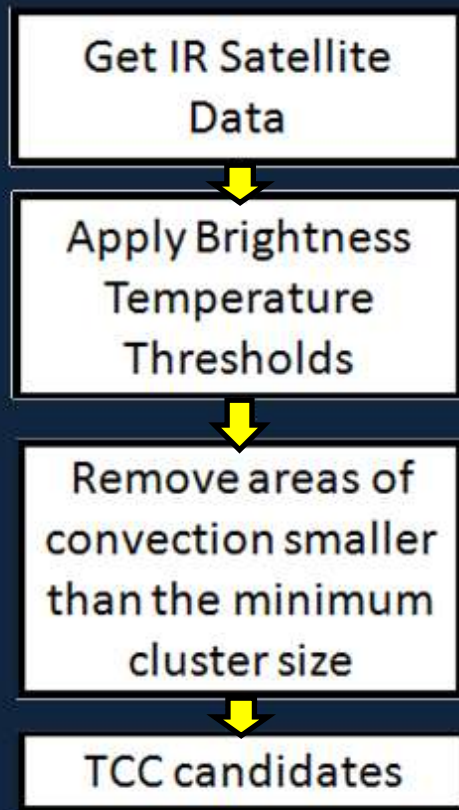 Get IR Satellite
Data
Apply Brightness
Temperature
Thresholds
Remove areas of
convection smaller
than the minimum
cluster size
TCC candidates